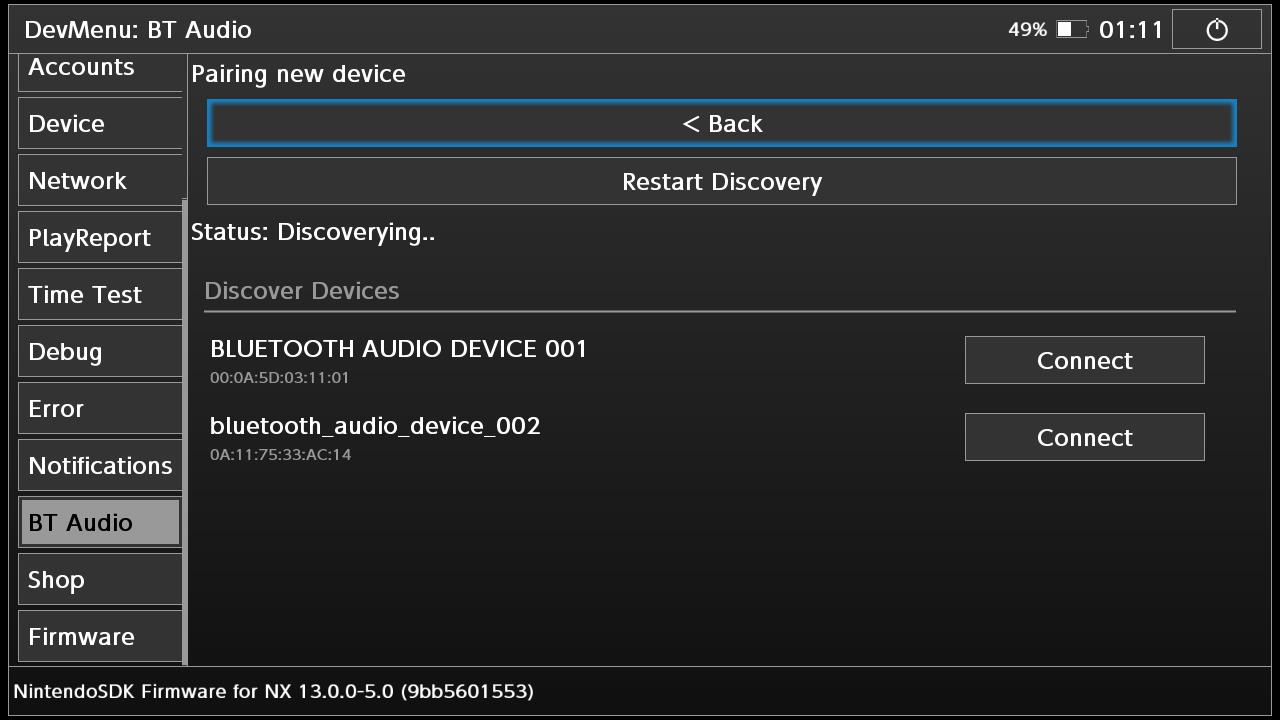 DevMenu: BT Audio
49%
01:11
Accounts
Device
Network
PlayReport
Time Test
Debug
Error
Notifications
BT Audio
Shop
Firmware
Pairing new device
< Back
Restart Discovery
Status: Discoverying..
Discover Devices
BLUETOOTH AUDIO DEVICE 001
00:0A:5D:03:11:01
Connect
bluetooth_audio_device_002
0A:11:75:33:AC:14
Connect
NintendoSDK Firmware for NX 13.0.0-5.0 (9bb5601553)